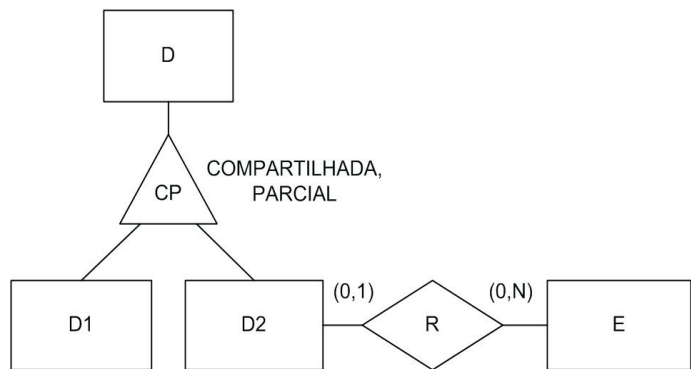 D
COMPARTILHADA,
PARCIAL
CP
D1
D2
(0,1)
R
(0,N)
E